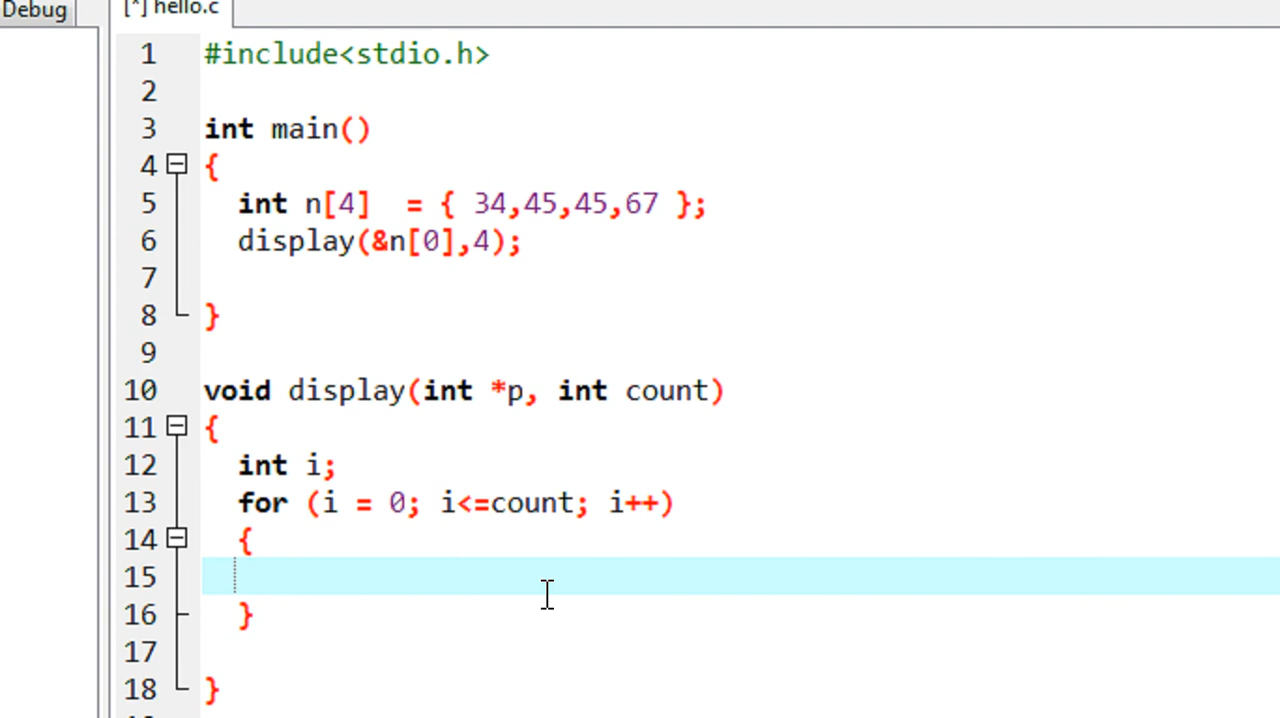 Debug
[*] hello.c
1 #include<stdio.h>
2
3 int main()
4 {
5 int n[4]  = { 34,45,45,67 };
6 display(&n[0],4);
7
8 }
9
10 void display(int *p, int count)
11 {
12 int i;
13 for (i = 0; i<=count; i++)
14 {
15
16 }
17
18 }